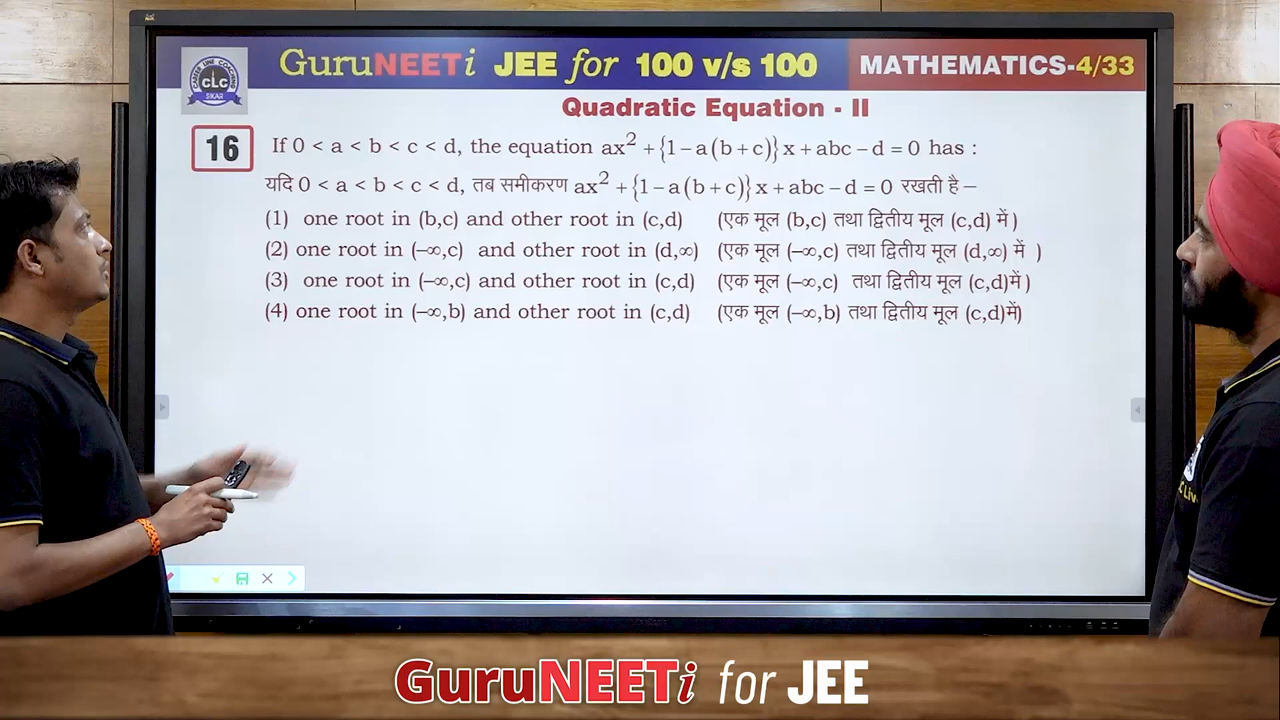 GuruNEETi JEE for 100 v/s 100 MATHEMATICS-4/33
CLC
SIKAR
Quadratic Equation - II
16 If 0 < a < b < c < d, the equation ax² + {1 – a(b + c)} x + abc – d = 0 has :
यदि 0 < a < b < c < d, तब समीकरण ax² + {1 – a(b + c)} x + abc – d = 0 रखती है –
(1) one root in (b,c) and other root in (c,d) (एक मूल (b,c) तथा द्वितीय मूल (c,d) में )
(2) one root in (–∞,c) and other root in (d,∞) (एक मूल (–∞,c) तथा द्वितीय मूल (d,∞) में )
(3) one root in (–∞,c) and other root in (c,d) (एक मूल (–∞,c) तथा द्वितीय मूल (c,d)में )
(4) one root in (–∞,b) and other root in (c,d) (एक मूल (–∞,b) तथा द्वितीय मूल (c,d)में)
GuruNEETi for JEE